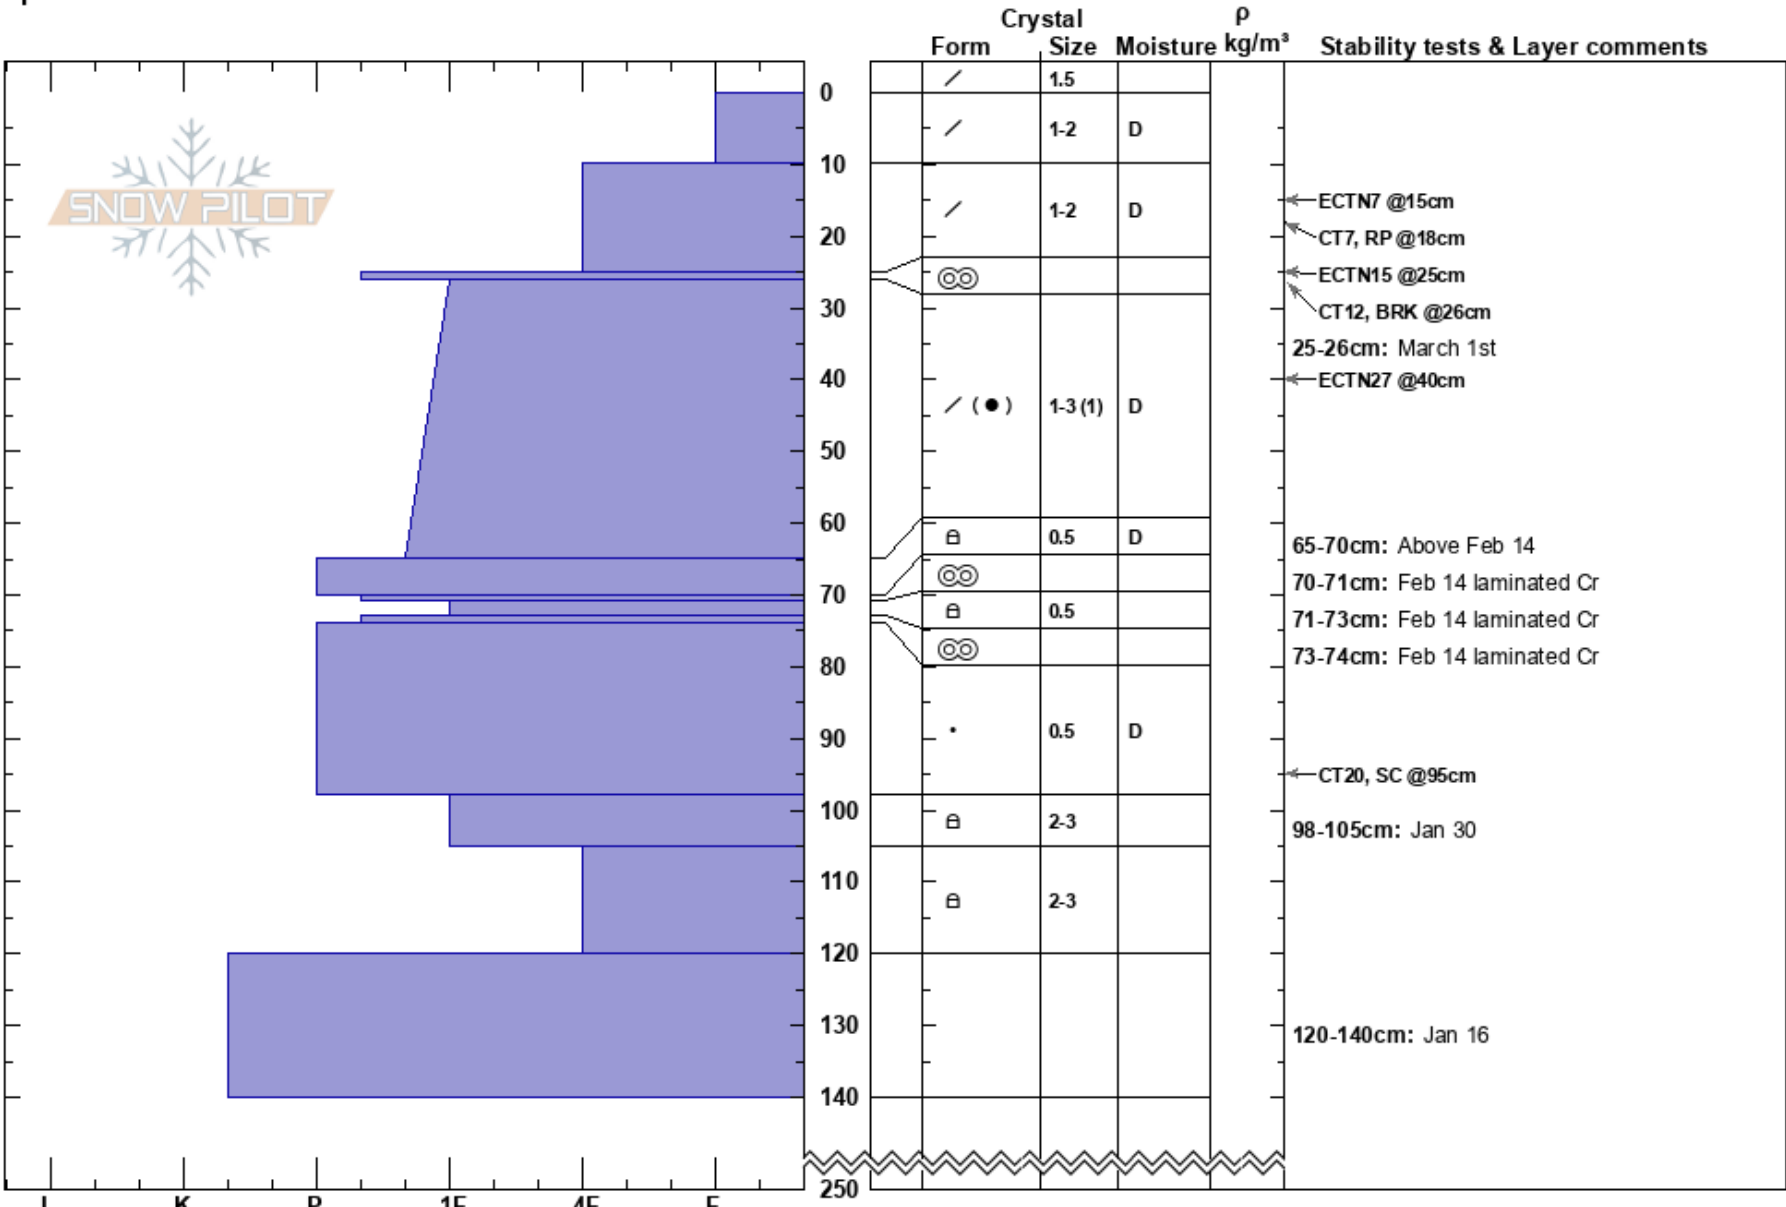 Crystal ρ
Form Size Moisture kg/m³ Stability tests & Layer comments
1.5
0
1-2 D
10
SNOW PILOT
1-2 D
ECTN7 @15cm
20
CT7, RP @18cm
ECTN15 @25cm
30
CT12, BRK @26cm
25-26cm: March 1st
40
ECTN27 @40cm
( ) 1-3 (1) D
50
60
0.5 D
65-70cm: Above Feb 14
70-71cm: Feb 14 laminated Cr
70
0.5
71-73cm: Feb 14 laminated Cr
73-74cm: Feb 14 laminated Cr
80
90
0.5 D
CT20, SC @95cm
100
2-3
98-105cm: Jan 30
110
2-3
120
130
120-140cm: Jan 16
140
250
I K P 1F 4F F